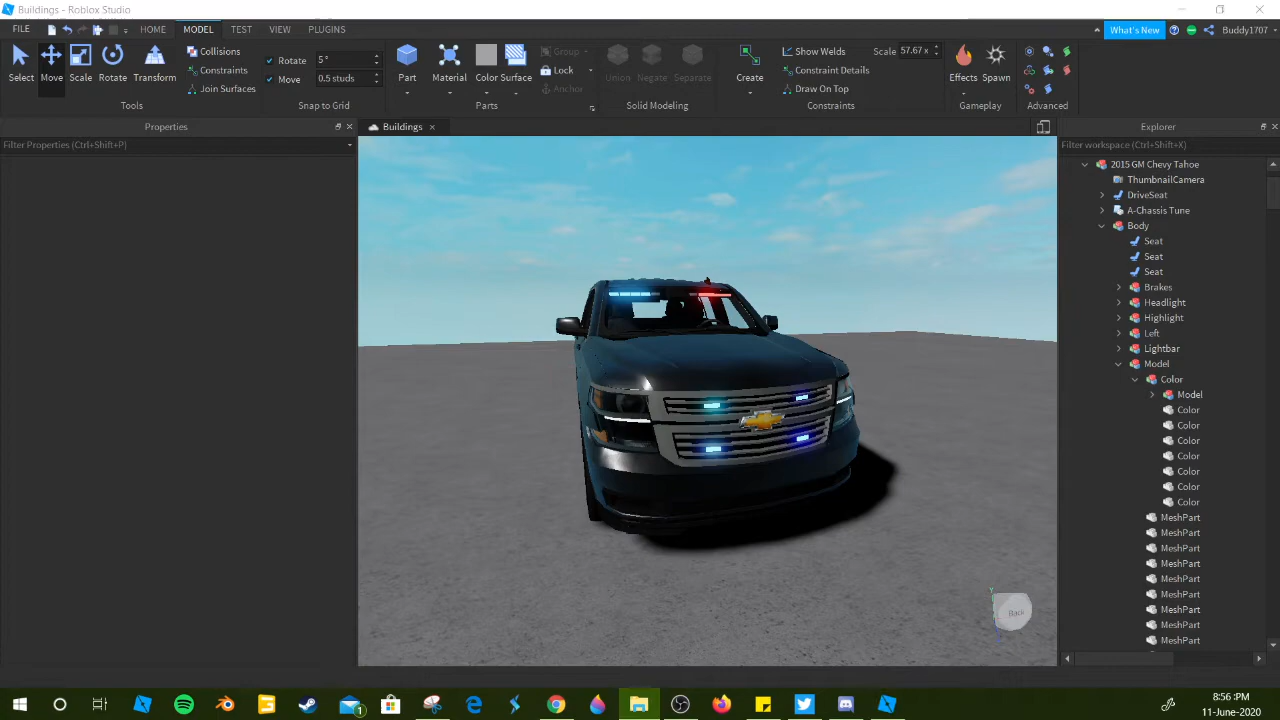 Buildings - Roblox Studio
FILE
HOME
MODEL
TEST
VIEW
PLUGINS
What's New
Buddy1707
Select
Move
Scale
Rotate
Transform
Collisions
Constraints
Join Surfaces
Tools
Rotate
5 °
Move
0.5 studs
Snap to Grid
Part
Material
Color
Surface
Group
Lock
Anchor
Parts
Union
Negate
Separate
Solid Modeling
Create
Show Welds
Scale
57.67 x
Constraint Details
Draw On Top
Constraints
Effects
Spawn
Gameplay
Advanced
Properties
Filter Properties (Ctrl+Shift+P)
Buildings
Back
Explorer
Filter workspace (Ctrl+Shift+X)
2015 GM Chevy Tahoe
ThumbnailCamera
DriveSeat
A-Chassis Tune
Body
Seat
Seat
Seat
Brakes
Headlight
Highlight
Left
Lightbar
Model
Color
Model
Color
Color
Color
Color
Color
Color
Color
MeshPart
MeshPart
MeshPart
MeshPart
MeshPart
MeshPart
MeshPart
MeshPart
MeshPart
1
8:56 :PM
11-June-2020